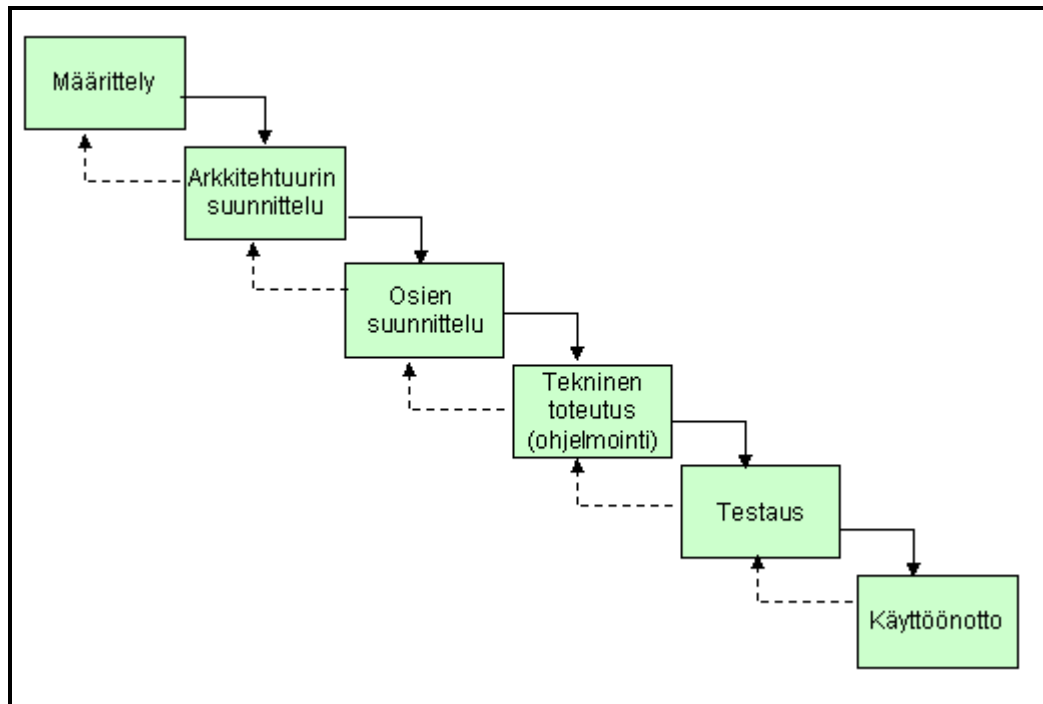 Määrittely
Arkkitehtuurin
suunnittelu
Osien
suunnittelu
Tekninen
toteutus
(ohjelmointi)
Testaus
Käyttöönotto